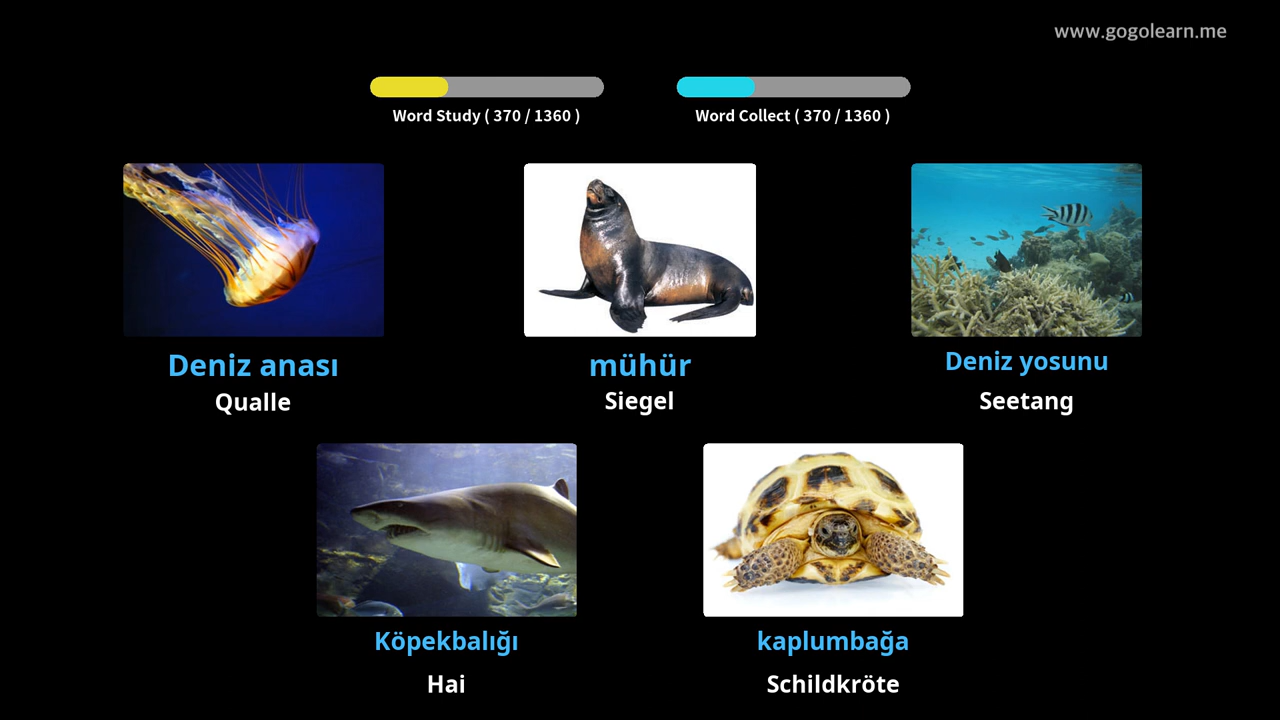 www.gogolearn.me
Word Study ( 370 / 1360 )
Word Collect ( 370 / 1360 )
Deniz anası
Qualle
mühür
Siegel
Deniz yosunu
Seetang
Köpekbalığı
Hai
kaplumbağa
Schildkröte